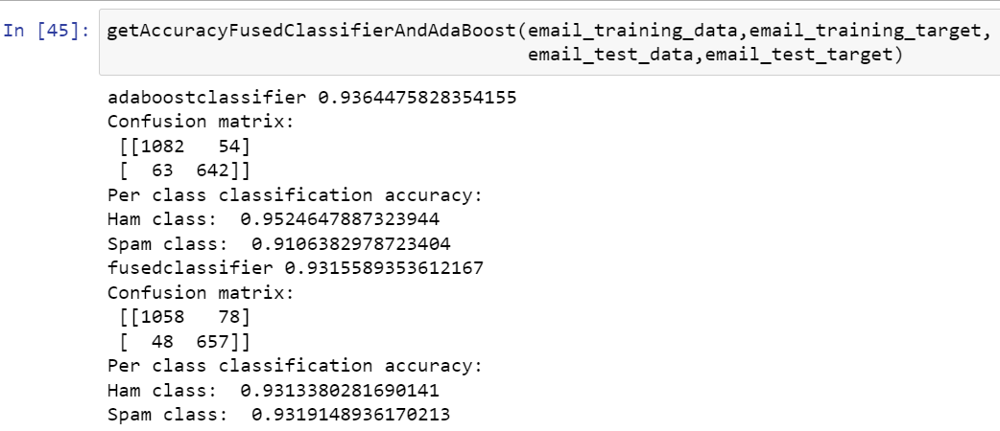 In [45]: getAccuracyFusedClassifierAndAdaBoost(email_training_data,email_training_target,
email_test_data,email_test_target)
adaboostclassifier 0.9364475828354155
Confusion matrix:
[[1082   54]
[  63  642]]
Per class classification accuracy:
Ham class:  0.9524647887323944
Spam class:  0.9106382978723404
fusedclassifier 0.9315589353612167
Confusion matrix:
[[1058   78]
[  48  657]]
Per class classification accuracy:
Ham class:  0.9313380281690141
Spam class:  0.9319148936170213